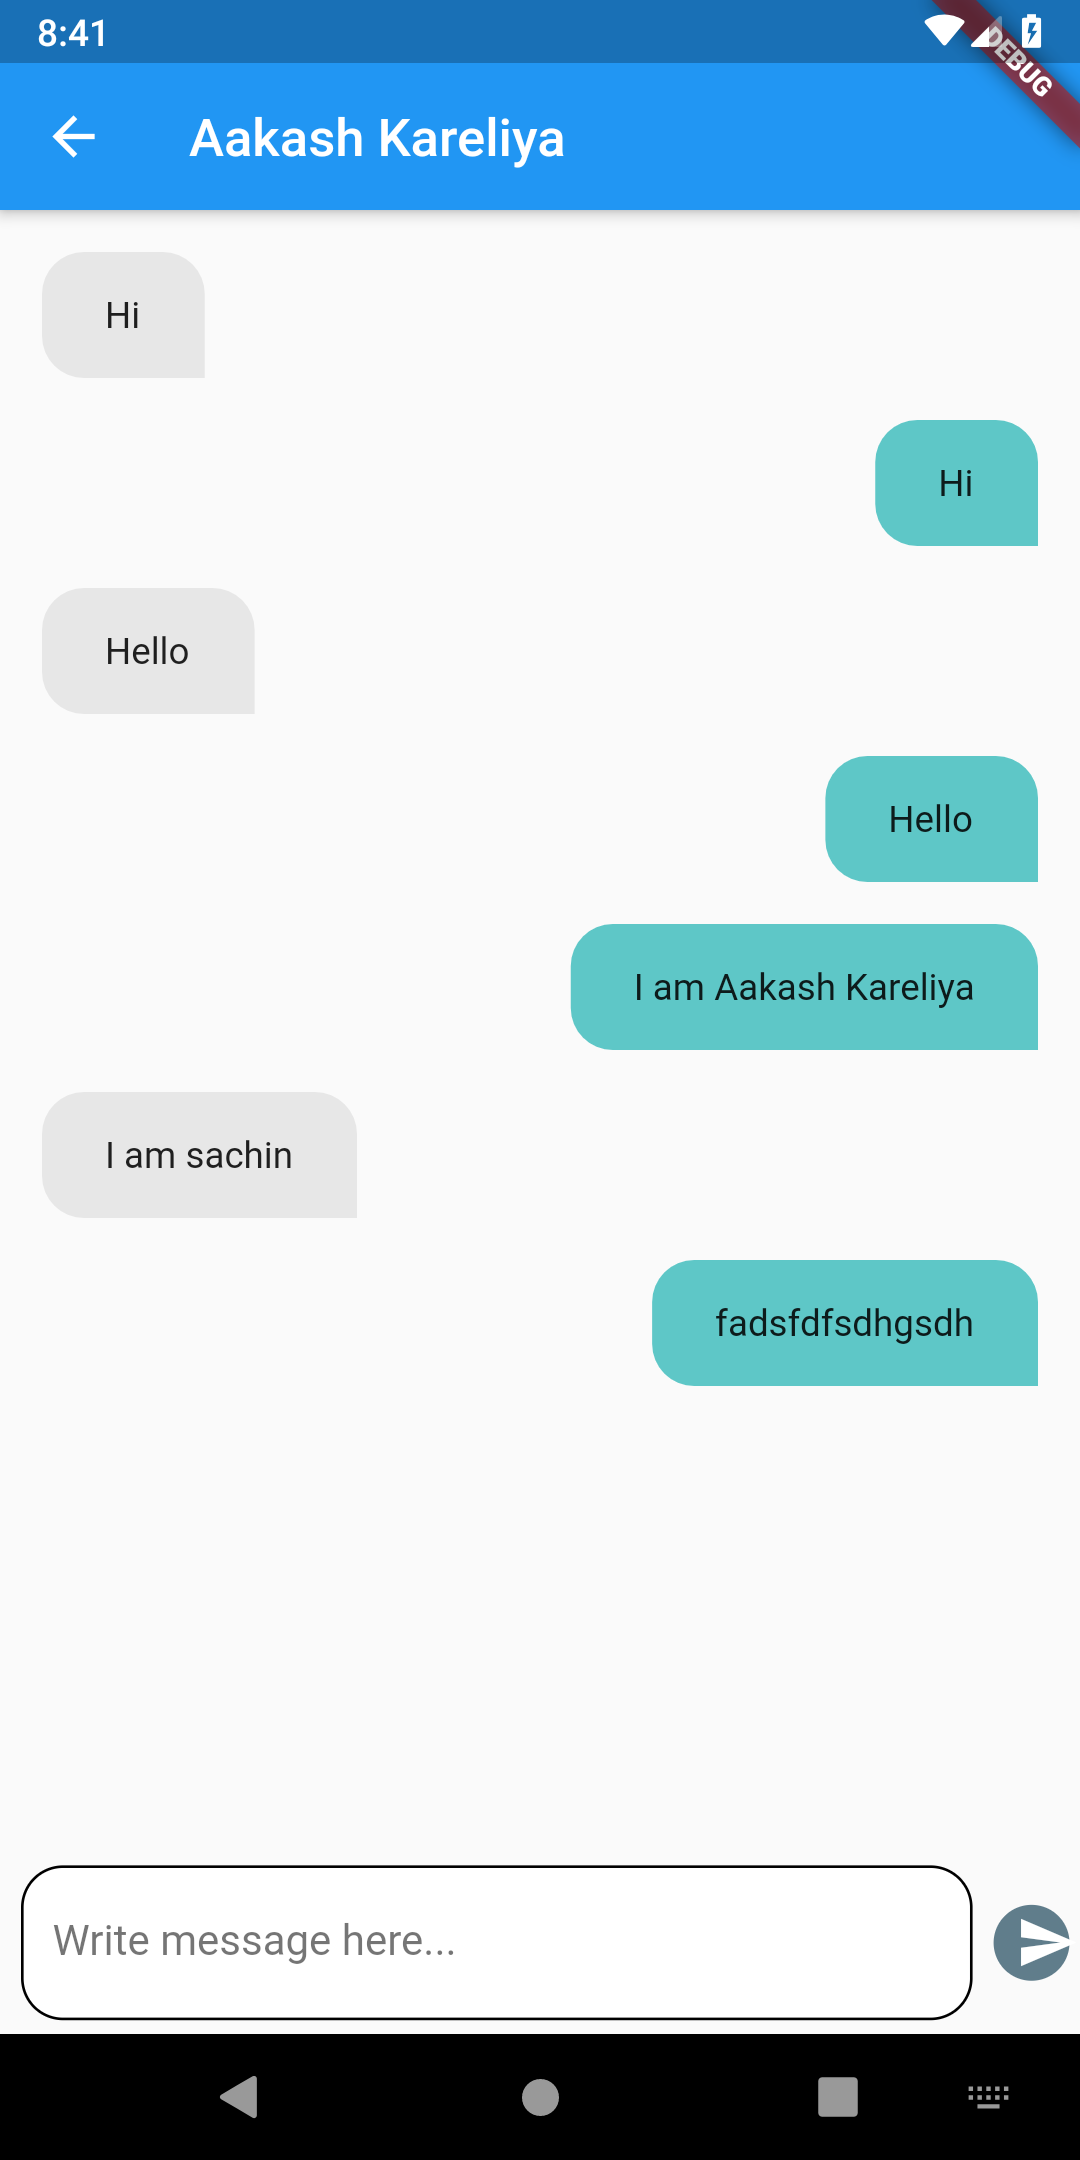 8:41
DEBUG
Aakash Kareliya
Hi
Hi
Hello
Hello
I am Aakash Kareliya
I am sachin
fadsfdfsdhgsdh
Write message here...